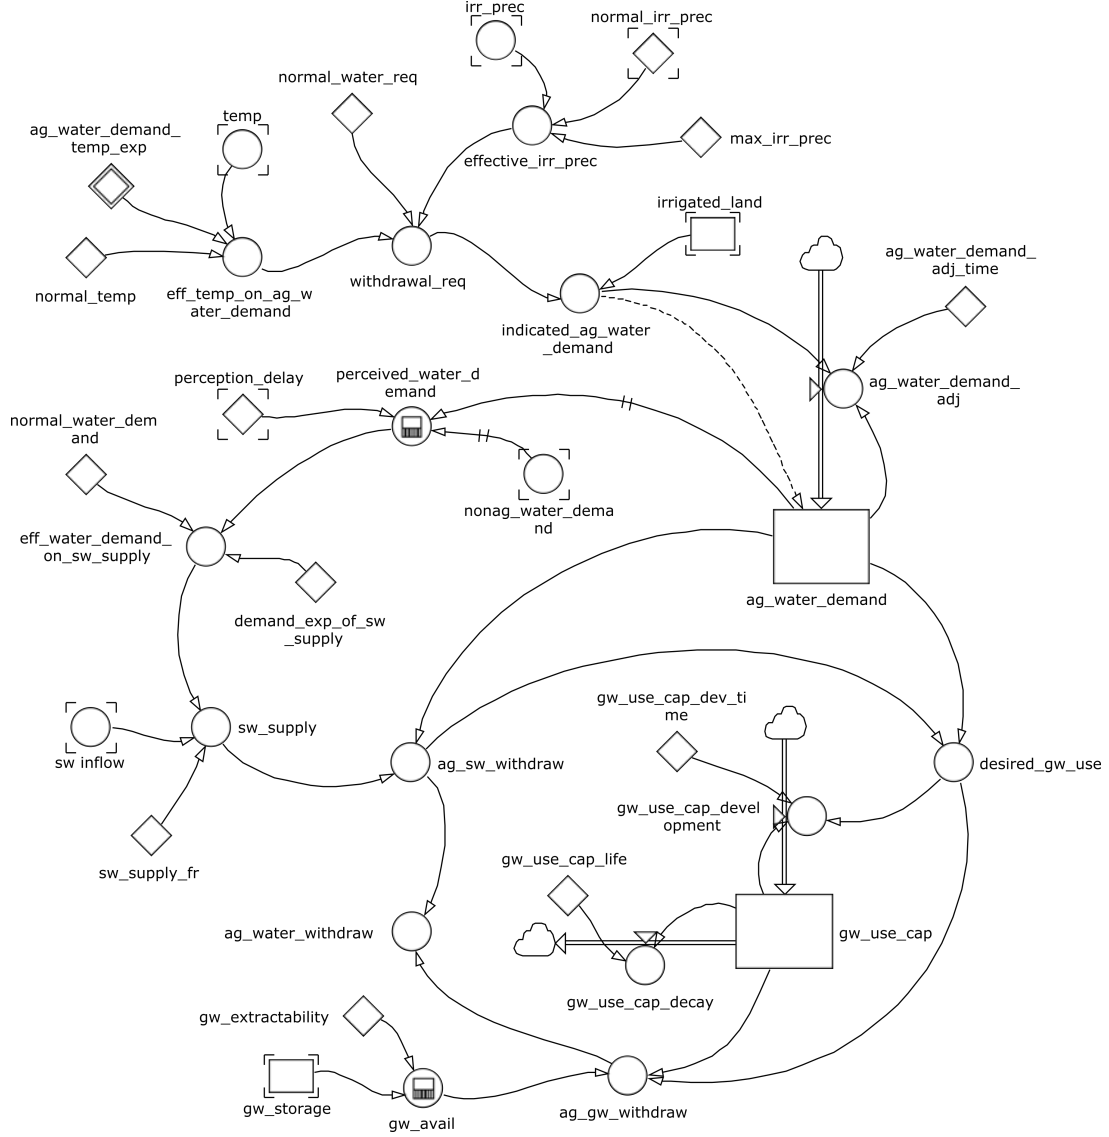 irr_prec
normal_irr_prec
normal_water_req
temp
ag_water_demand_
temp_exp
max_irr_prec
effective_irr_prec
irrigated_land
ag_water_demand_
adj_time
withdrawal_req
normal_temp
eff_temp_on_ag_w
ater_demand
indicated_ag_water
_demand
perception_delay
perceived_water_d
emand
ag_water_demand_
adj
normal_water_dem
and
nonag_water_dema
nd
eff_water_demand_
on_sw_supply
ag_water_demand
demand_exp_of_sw
_supply
gw_use_cap_dev_ti
me
sw_supply
sw inflow
ag_sw_withdraw
desired_gw_use
gw_use_cap_devel
opment
sw_supply_fr
gw_use_cap_life
ag_water_withdraw
gw_use_cap
gw_use_cap_decay
gw_extractability
gw_storage
gw_avail
ag_gw_withdraw